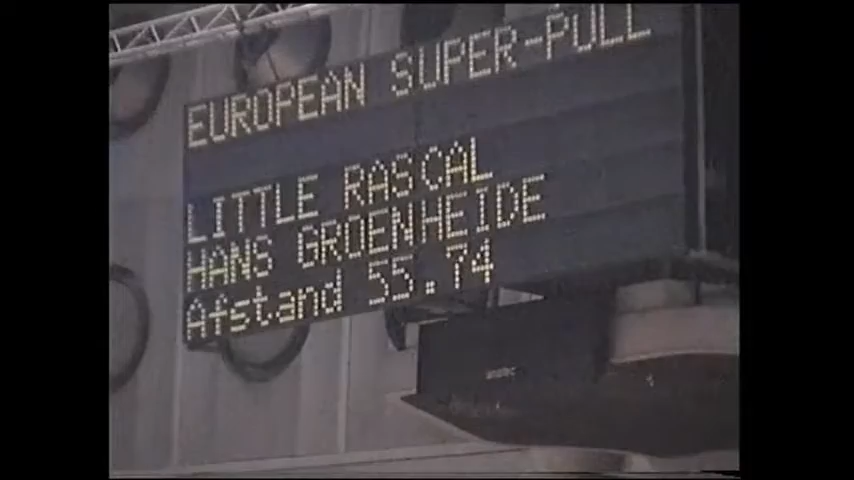 EUROPEAN SUPER-PULL
LITTLE RASCAL
HANS GROENHEIDE
Afstand 55.74